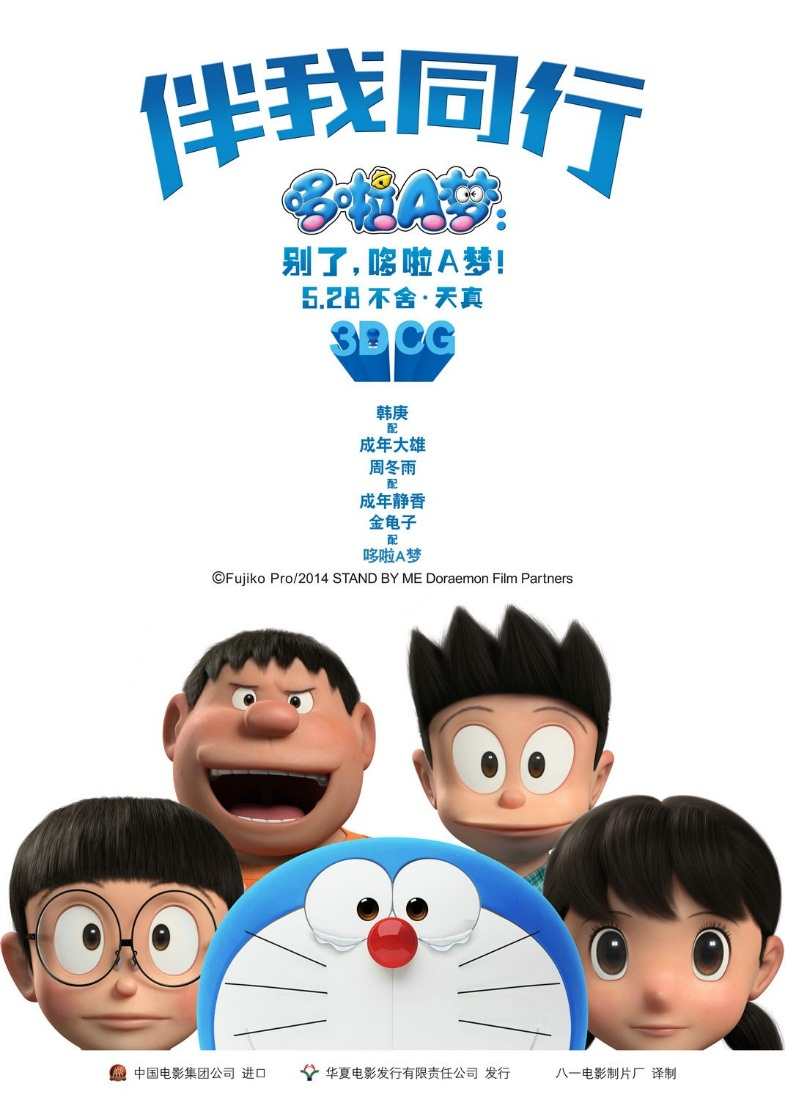 伴我同行
哆啦A梦:
别了,哆啦A梦!
5.28 不舍·天真
3D CG
韩庚
配
成年大雄
周冬雨
配
成年静香
金龟子
配
哆啦A梦
©Fujiko Pro/2014 STAND BY ME Doraemon Film Partners
中国电影集团公司 进口 华夏电影发行有限责任公司 发行 八一电影制片厂 译制